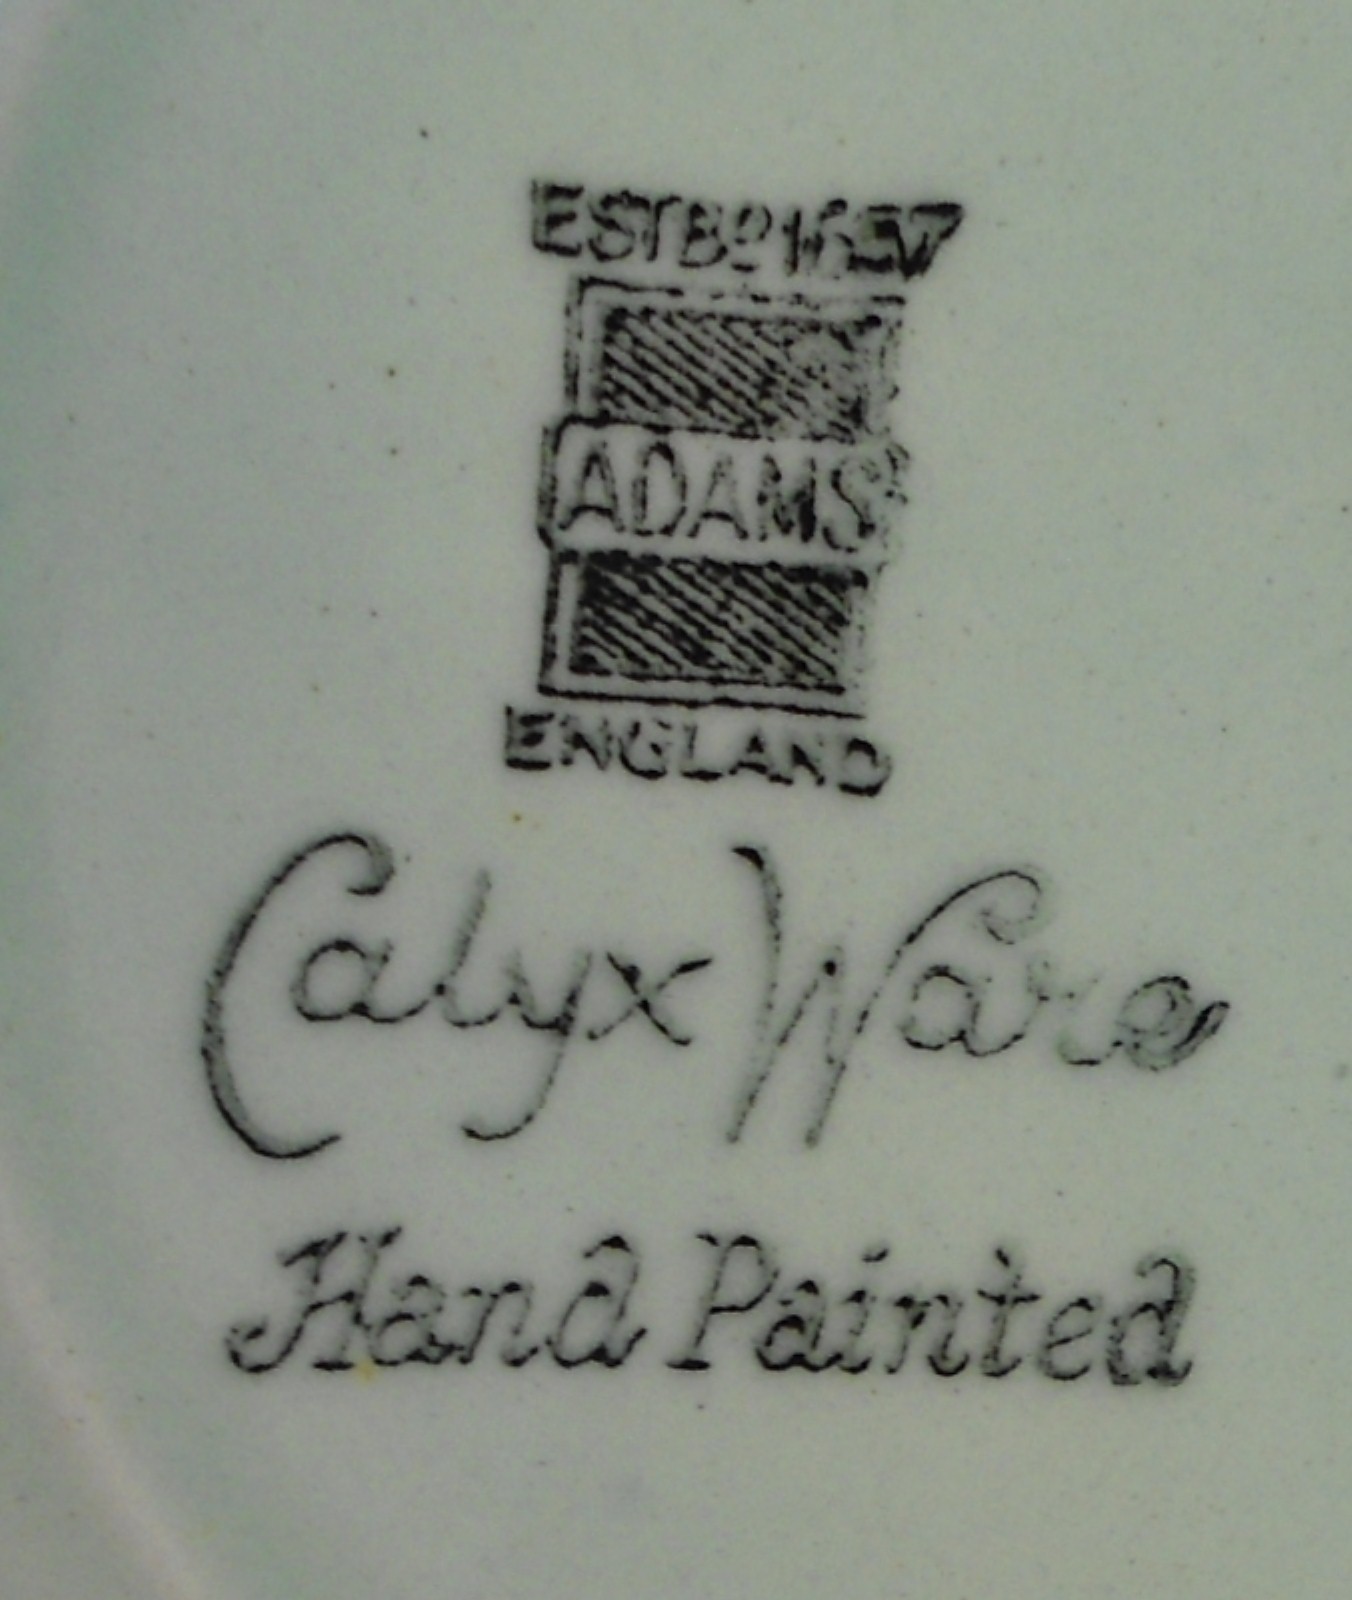 ESTBD 1657
ADAMS
ENGLAND
Calyx Ware
Hand Painted